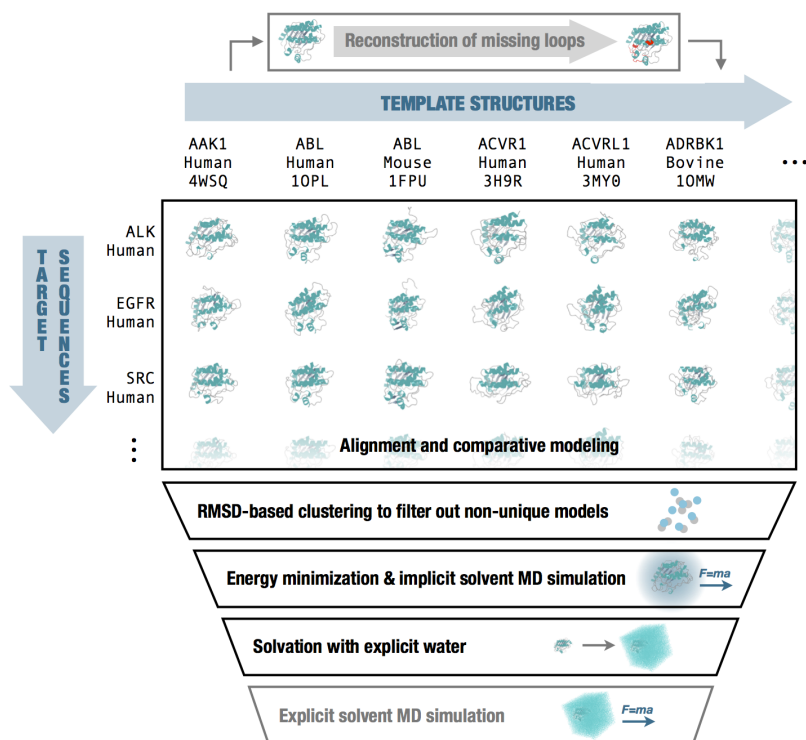 Reconstruction of missing loops
TEMPLATE STRUCTURES
AAK1
Human
4WSQ
ABL
Human
1OPL
ABL
Mouse
1FPU
ACVR1
Human
3H9R
ACVRL1
Human
3MY0
ADRBK1
Bovine
1OMW
...
TARGET
SEQUENCES
ALK
Human
EGFR
Human
SRC
Human
...
Alignment and comparative modeling
RMSD-based clustering to filter out non-unique models
Energy minimization & implicit solvent MD simulation
F=ma
Solvation with explicit water
Explicit solvent MD simulation
F=ma